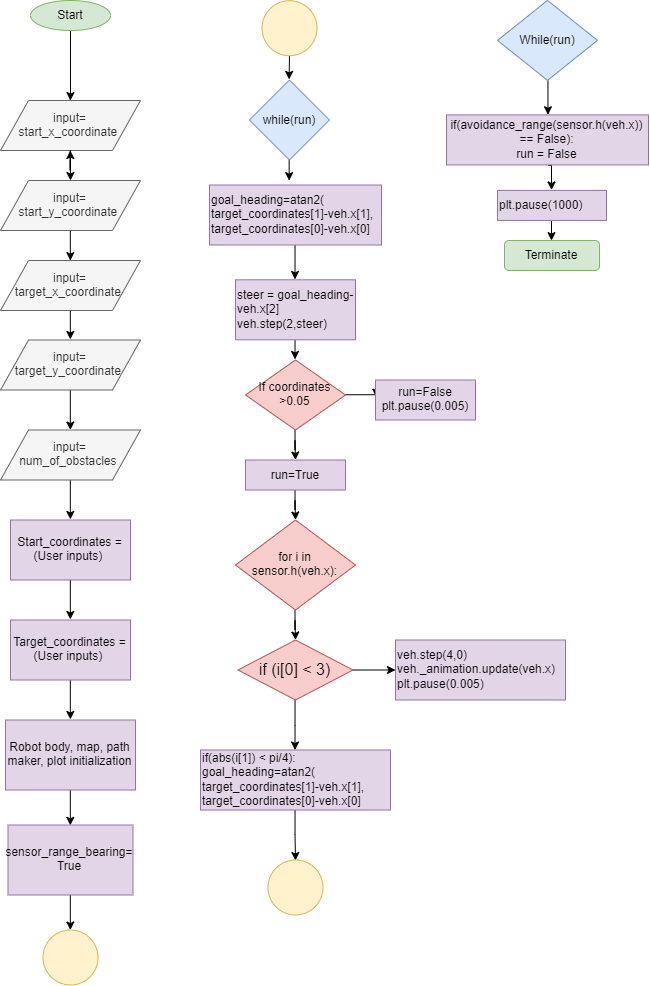 Start
input=
start_x_coordinate
input=
start_y_coordinate
input=
target_x_coordinate
input=
target_y_coordinate
input=
num_of_obstacles
Start_coordinates =
(User inputs)
Target_coordinates =
(User inputs)
Robot body, map, path
maker, plot initialization
sensor_range_bearing=
True
while(run)
goal_heading=atan2(
target_coordinates[1]-veh.x[1],
target_coordinates[0]-veh.x[0]
steer = goal_heading-
veh.x[2]
veh.step(2,steer)
If coordinates
>0.05
run=False
plt.pause(0.005)
run=True
for i in
sensor.h(veh.x):
if (i[0] < 3)
veh.step(4,0)
veh._animation.update(veh.x)
plt.pause(0.005)
if(abs(i[1]) < pi/4):
goal_heading=atan2(
target_coordinates[1]-veh.x[1],
target_coordinates[0]-veh.x[0]
While(run)
if(avoidance_range(sensor.h(veh.x))
== False):
run = False
plt.pause(1000)
Terminate